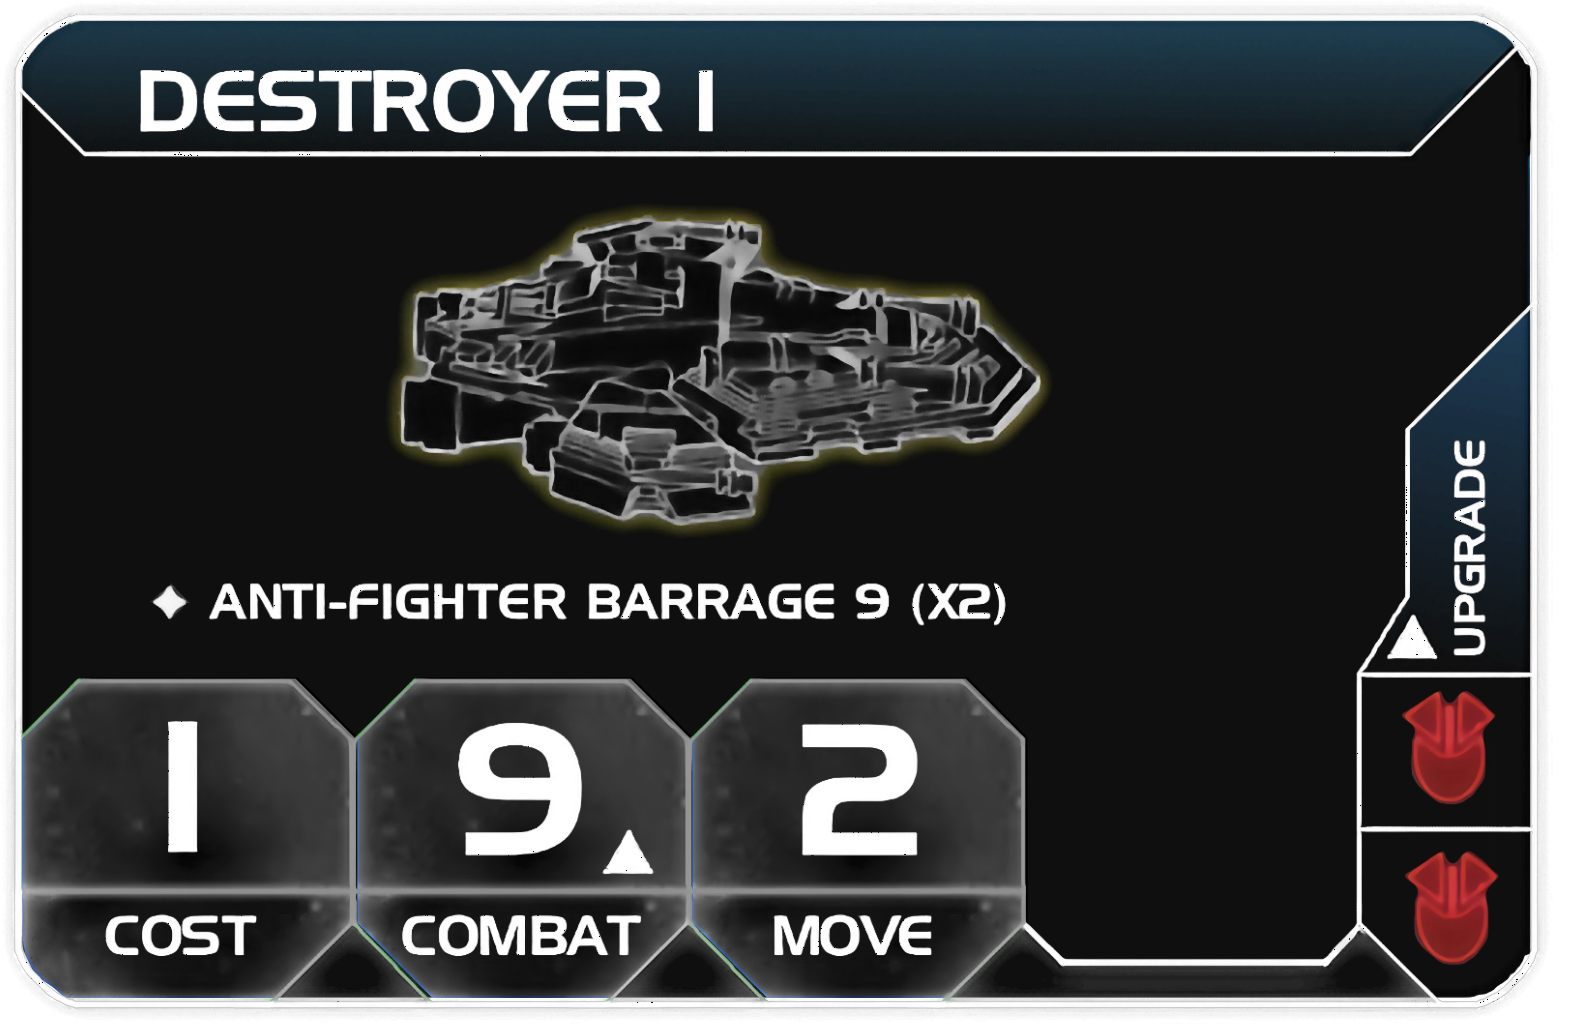 DESTROYER I
ANTI-FIGHTER BARRAGE 9 (X2)
UPGRADE
1
9
2
COST
COMBAT
MOVE